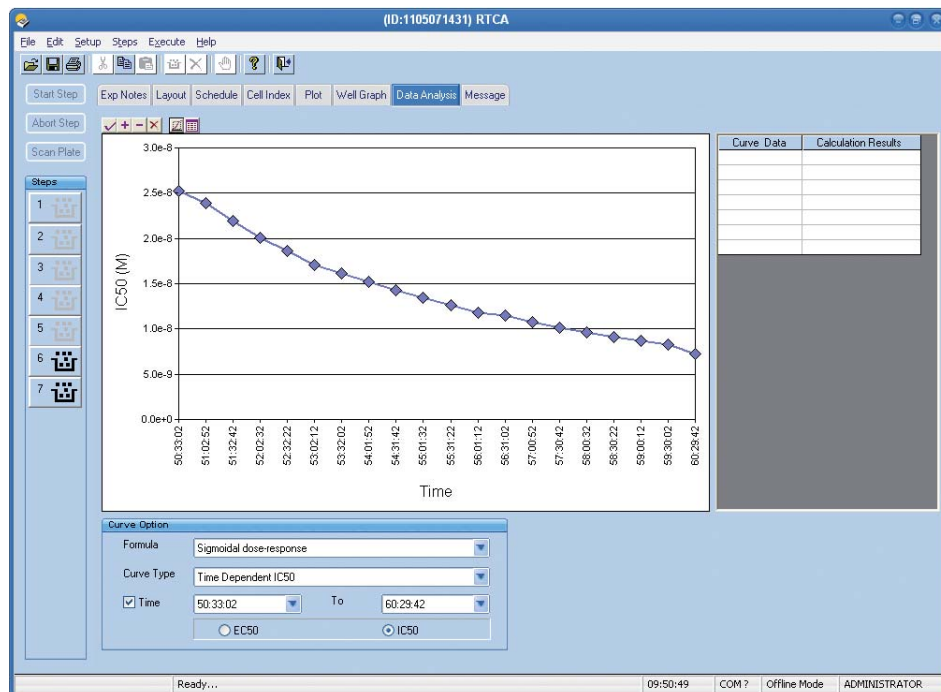 (ID:1105071431) RTCA
File Edit Setup Steps Execute Help
Start Step
Abort Step
Scan Plate
Exp Notes Layout Schedule Cell Index Plot Well Graph Data Analysis Message
Steps
1
2
3
4
5
6
7
IC50 (M)
3.0e-8
2.5e-8
2.0e-8
1.5e-8
1.0e-8
5.0e-9
0.0e+0
50:33:02
51:02:52
51:32:42
52:02:32
52:32:22
53:02:12
53:32:02
54:01:52
54:31:42
55:01:32
55:31:22
56:01:12
56:31:02
57:00:52
57:30:42
58:00:32
58:30:22
59:00:12
59:30:02
60:29:42
Time
Curve Data Calculation Results
Curve Option
Formula Sigmoidal dose-response
Curve Type Time Dependent IC50
Time 50:33:02 To 60:29:42
EC50 IC50
Ready... 09:50:49 COM ? Offline Mode ADMINISTRATOR